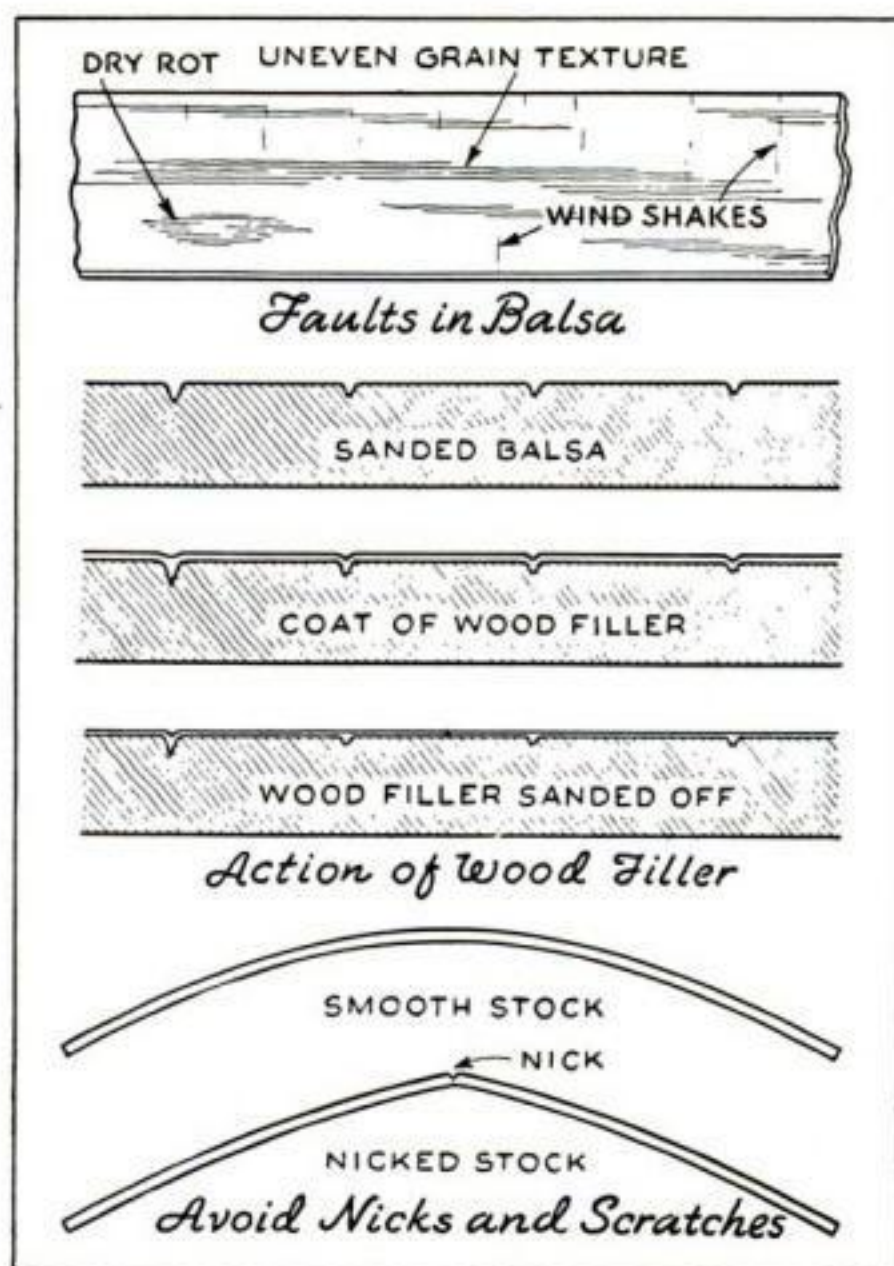 DRY ROT
UNEVEN GRAIN TEXTURE
WIND SHAKES
Faults in Balsa
SANDED BALSA
COAT OF WOOD FILLER
WOOD FILLER SANDED OFF
Action of Wood Filler
SMOOTH STOCK
NICK
NICKED STOCK
Avoid Nicks and Scratches